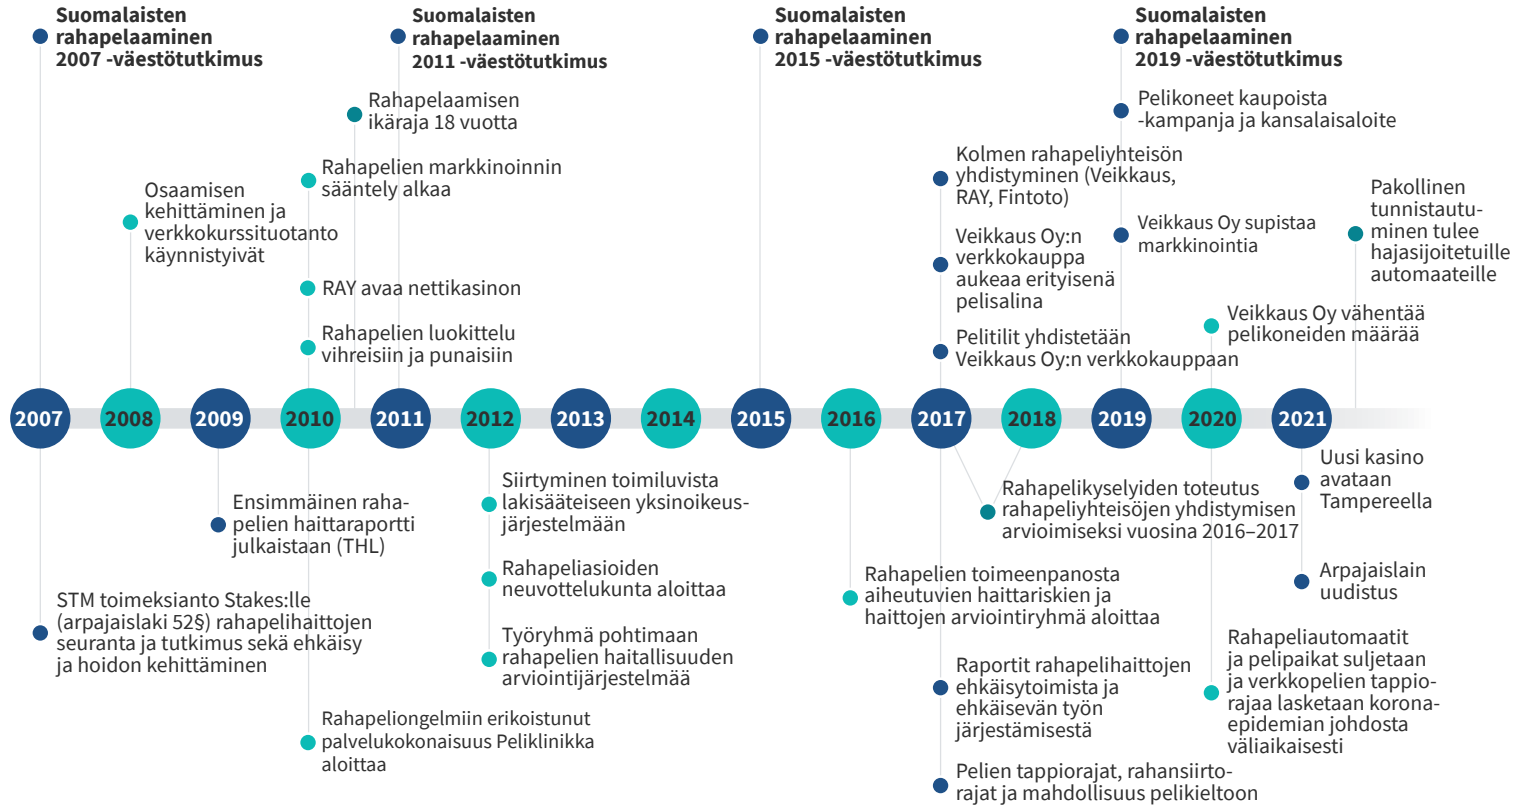 Suomalaisten
rahapelaaminen
2007 -väestötutkimus
Suomalaisten
rahapelaaminen
2011 -väestötutkimus
Suomalaisten
rahapelaaminen
2015 -väestötutkimus
Suomalaisten
rahapelaaminen
2019 -väestötutkimus
Rahapelaamisen
ikäraja 18 vuotta
Pelikoneet kaupoista
-kampanja ja kansalaisaloite
Rahapelien markkinoinnin
sääntely alkaa
Kolmen rahapeliyhteisön
yhdistyminen (Veikkaus,
RAY, Fintoto)
Osaamisen
kehittäminen ja
verkkokurssituotanto
käynnistyivät
Pakollinen
tunnistautu-
minen tulee
hajasijoitetuille
automaateille
Veikkaus Oy:n
verkkokauppa
aukeaa erityisenä
pelisalina
Veikkaus Oy supistaa
markkinointia
RAY avaa nettikasinon
Veikkaus Oy vähentää
pelikoneiden määrää
Rahapelien luokittelu
vihreisiin ja punaisiin
Pelitilit yhdistetään
Veikkaus Oy:n verkkokauppaan
2007
2008
2009
2010
2011
2012
2013
2014
2015
2016
2017
2018
2019
2020
2021
Ensimmäinen raha-
pelien haittaraportti
julkaistaan (THL)
Siirtyminen toimiluvista
lakisääteiseen yksinoikeus-
järjestelmään
Rahapelikyselyiden toteutus
rahapeliyhteisöjen yhdistymisen
arvioimiseksi vuosina 2016–2017
Uusi kasino
avataan
Tampereella
Rahapeliasioiden
neuvottelukunta aloittaa
Rahapelien toimeenpanosta
aiheutuvien haittariskien ja
haittojen arviointiryhmä aloittaa
Arpajaislain
uudistus
STM toimeksianto Stakes:lle
(arpajaislaki 52§) rahapelihaittojen
seuranta ja tutkimus sekä ehkäisy
ja hoidon kehittäminen
Työryhmä pohtimaan
rahapelien haitallisuuden
arviointijärjestelmää
Raportit rahapelihaittojen
ehkäisytoimista ja
ehkäisevän työn
järjestämisestä
Rahapeliautomaatit
ja pelipaikat suljetaan
ja verkkopelien tappio-
rajaa lasketaan korona-
epidemian johdosta
väliaikaisesti
Rahapeliongelmiin erikoistunut
palvelukokonaisuus Peliklinikka
aloittaa
Pelien tappiorajat, rahansiirto-
rajat ja mahdollisuus pelikieltoon